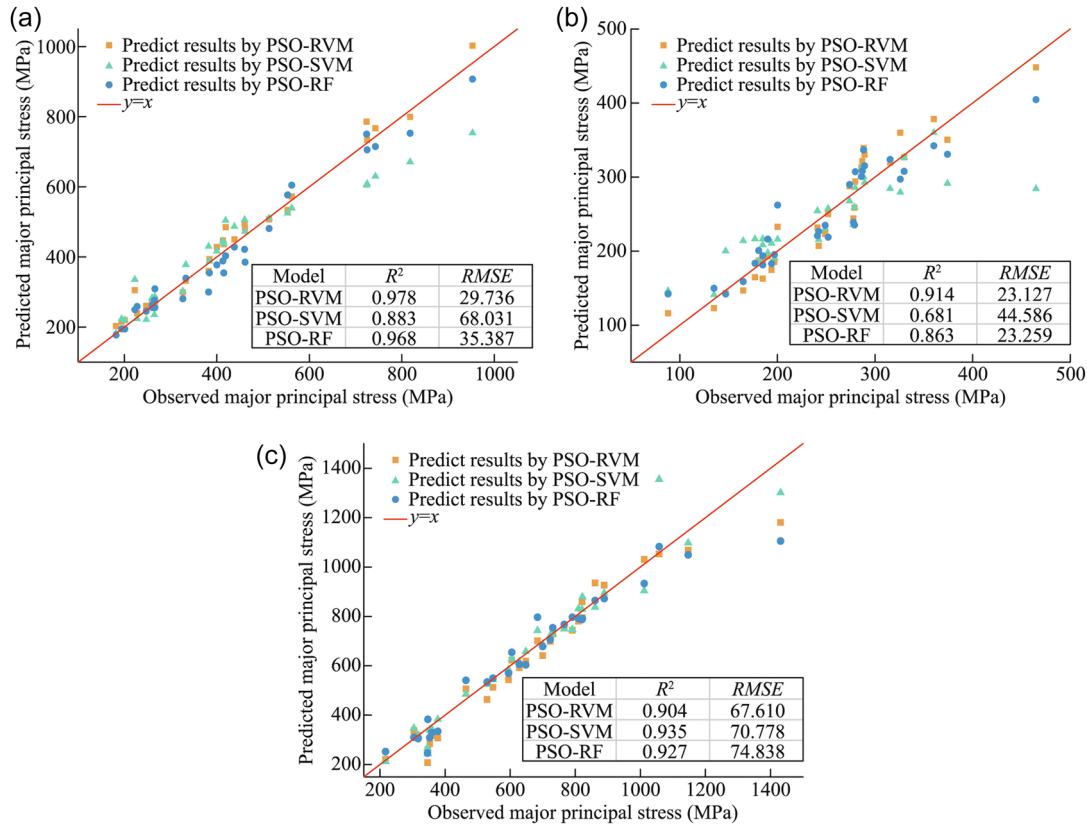 (a)
Predicted major principal stress (MPa)
1000
800
600
400
200
Predict results by PSO-RVM
Predict results by PSO-SVM
Predict results by PSO-RF
y=x
Model R² RMSE
PSO-RVM 0.978 29.736
PSO-SVM 0.883 68.031
PSO-RF 0.968 35.387
200 400 600 800 1000
Observed major principal stress (MPa)
(b)
Predicted major principal stress (MPa)
500
400
300
200
100
Predict results by PSO-RVM
Predict results by PSO-SVM
Predict results by PSO-RF
y=x
Model R² RMSE
PSO-RVM 0.914 23.127
PSO-SVM 0.681 44.586
PSO-RF 0.863 23.259
100 200 300 400 500
Observed major principal stress (MPa)
(c)
Predicted major principal stress (MPa)
1400
1200
1000
800
600
400
200
Predict results by PSO-RVM
Predict results by PSO-SVM
Predict results by PSO-RF
y=x
Model R² RMSE
PSO-RVM 0.904 67.610
PSO-SVM 0.935 70.778
PSO-RF 0.927 74.838
200 400 600 800 1000 1200 1400
Observed major principal stress (MPa)